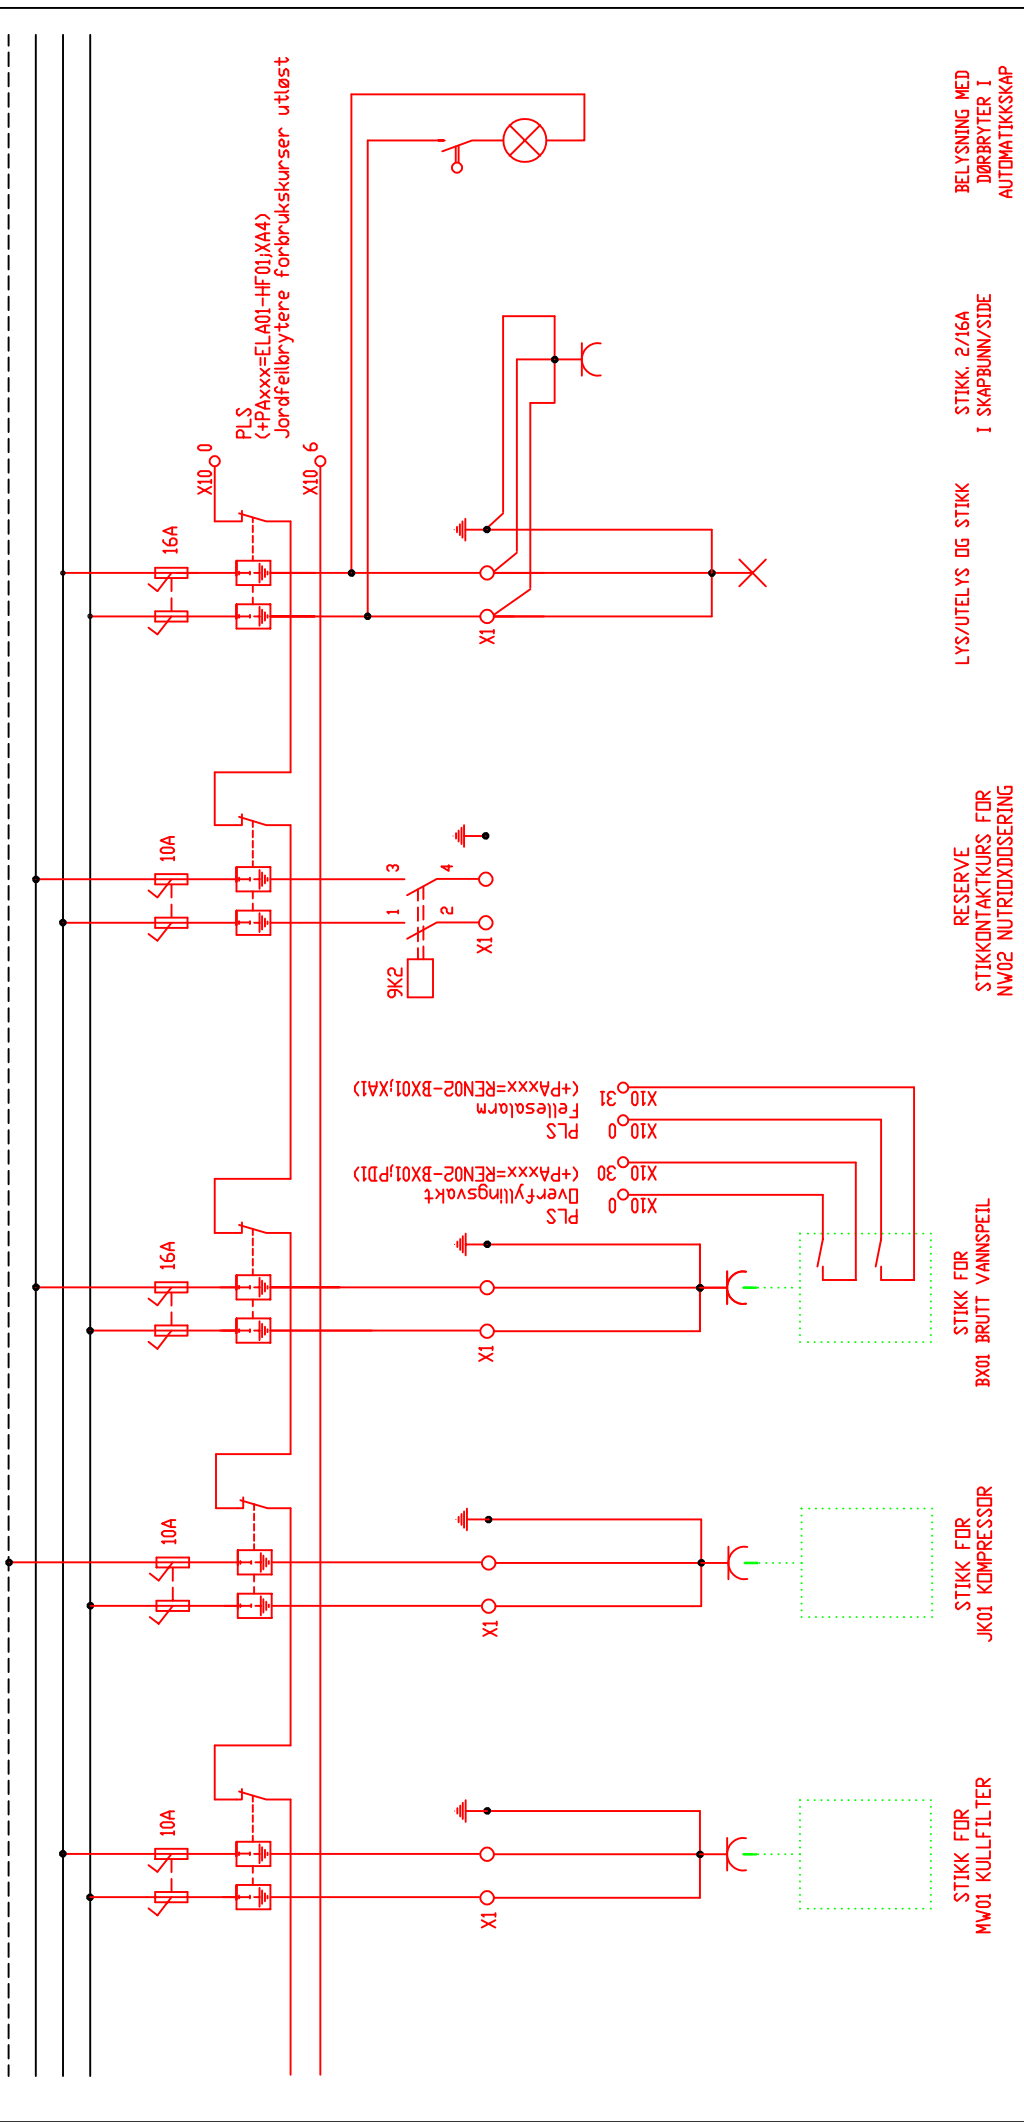 10A
X1
STIKK FOR
MW01 KULLFILTER
10A
X1
STIKK FOR
JK01 KOMPRESSOR
16A
X1
PLS
Overfyllingsvakt
(+PAxxx=REN02-BX01;PD1)
X10 0
X10 30
PLS
Fellesalarm
(+PAxxx=REN02-BX01;XA1)
X10 0
X10 31
STIKK FOR
BX01 BRUTT VANNSPEIL
10A
9K2
1
2
3
4
X1
RESERVE
STIKKONTAKTKURS FOR
NW02 NUTRIOXDOSERING
16A
X10 0
X10 6
PLS
(+PAxxx=ELA01-HF01;XA4)
Jordfeilbrytere forbrukskurser utløst
X1
LYS/UTELYS OG STIKK
STIKK. 2/16A
I SKAPBUNN/SIDE
BELYSNING MED
DØRBRYTER I
AUTOMATIKKSKAP